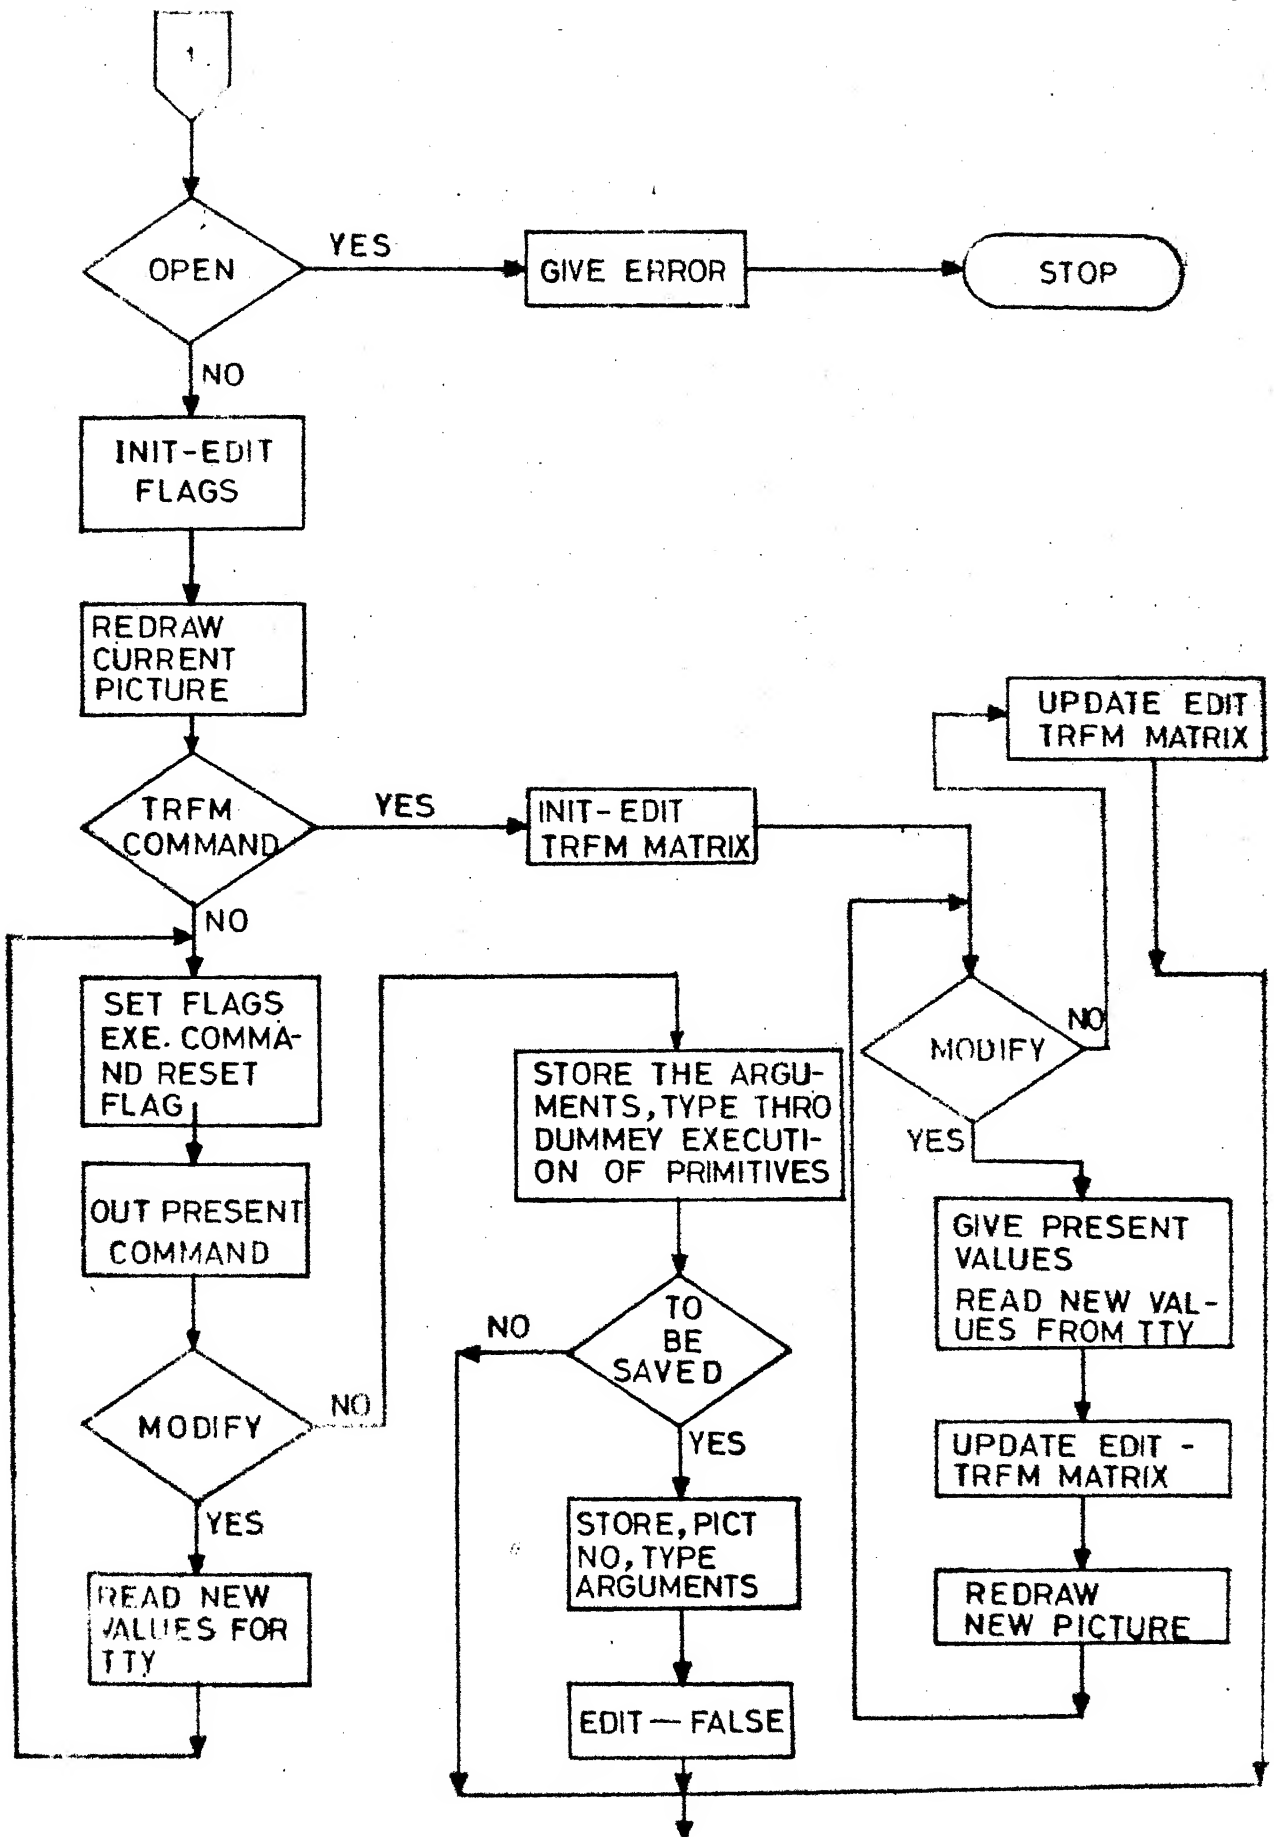 1
OPEN
YES
GIVE ERROR
STOP
NO
INIT-EDIT
FLAGS
REDRAW
CURRENT
PICTURE
TRFM
COMMAND
YES
INIT-EDIT
TRFM MATRIX
UPDATE EDIT
TRFM MATRIX
NO
SET FLAGS
EXE. COMMA-
ND RESET
FLAG
OUT PRESENT
COMMAND
MODIFY
NO
YES
READ NEW
VALUES FOR
TTY
STORE THE ARGU-
MENTS, TYPE THRO
DUMMEY EXECUTI-
ON OF PRIMITIVES
TO
BE
SAVED
NO
YES
STORE, PICT
NO, TYPE
ARGUMENTS
EDIT — FALSE
MODIFY
NO
YES
GIVE PRESENT
VALUES
READ NEW VAL-
UES FROM TTY
UPDATE EDIT -
TRFM MATRIX
REDRAW
NEW PICTURE